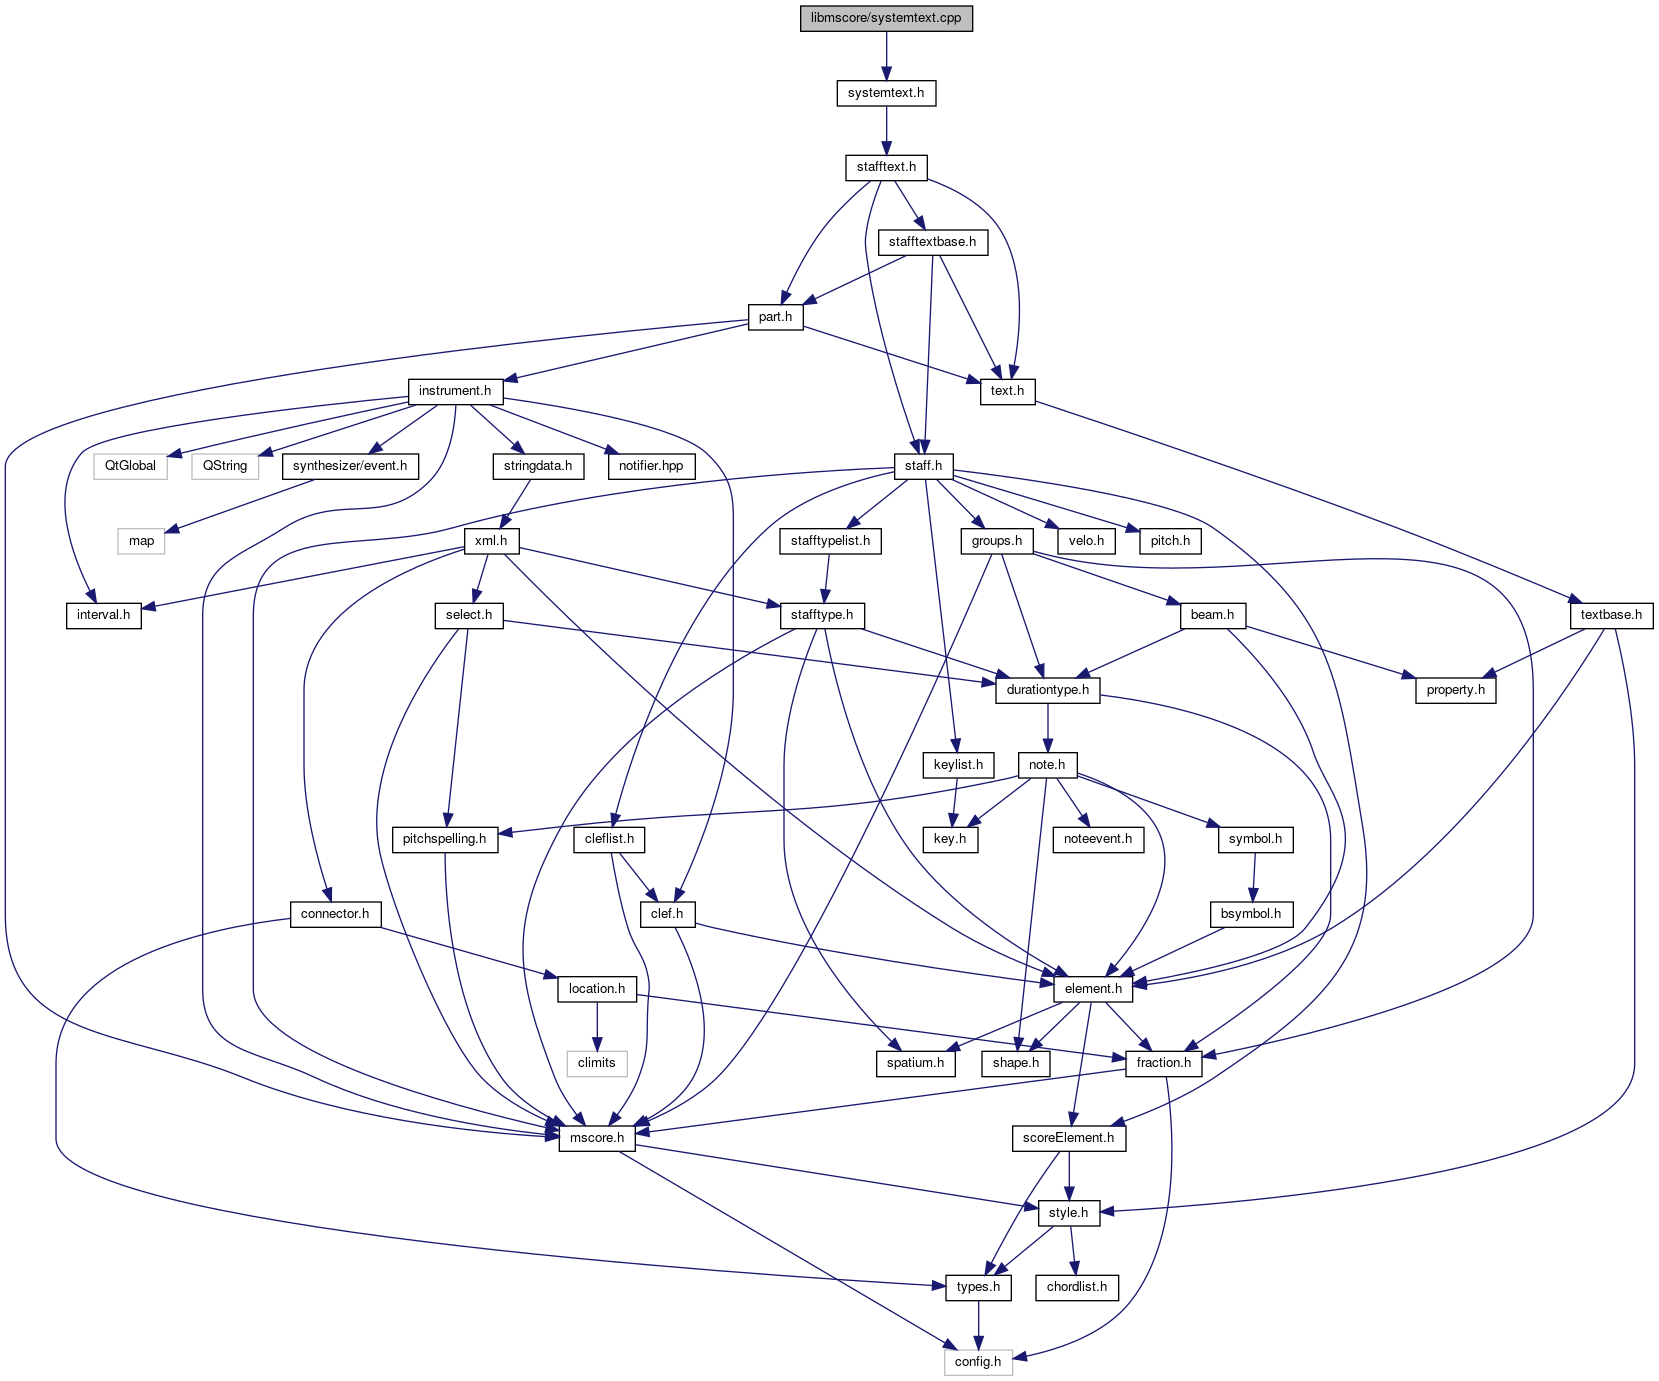 libmscore/systemtext.cpp
systemtext.h
stafftext.h
stafftextbase.h
part.h
instrument.h
text.h
QtGlobal
QString
synthesizer/event.h
stringdata.h
notifier.hpp
staff.h
map
xml.h
stafftypelist.h
groups.h
velo.h
pitch.h
interval.h
select.h
stafftype.h
beam.h
textbase.h
durationtype.h
property.h
keylist.h
note.h
pitchspelling.h
cleflist.h
key.h
noteevent.h
symbol.h
connector.h
clef.h
bsymbol.h
location.h
element.h
climits
spatium.h
shape.h
fraction.h
mscore.h
scoreElement.h
style.h
types.h
chordlist.h
config.h